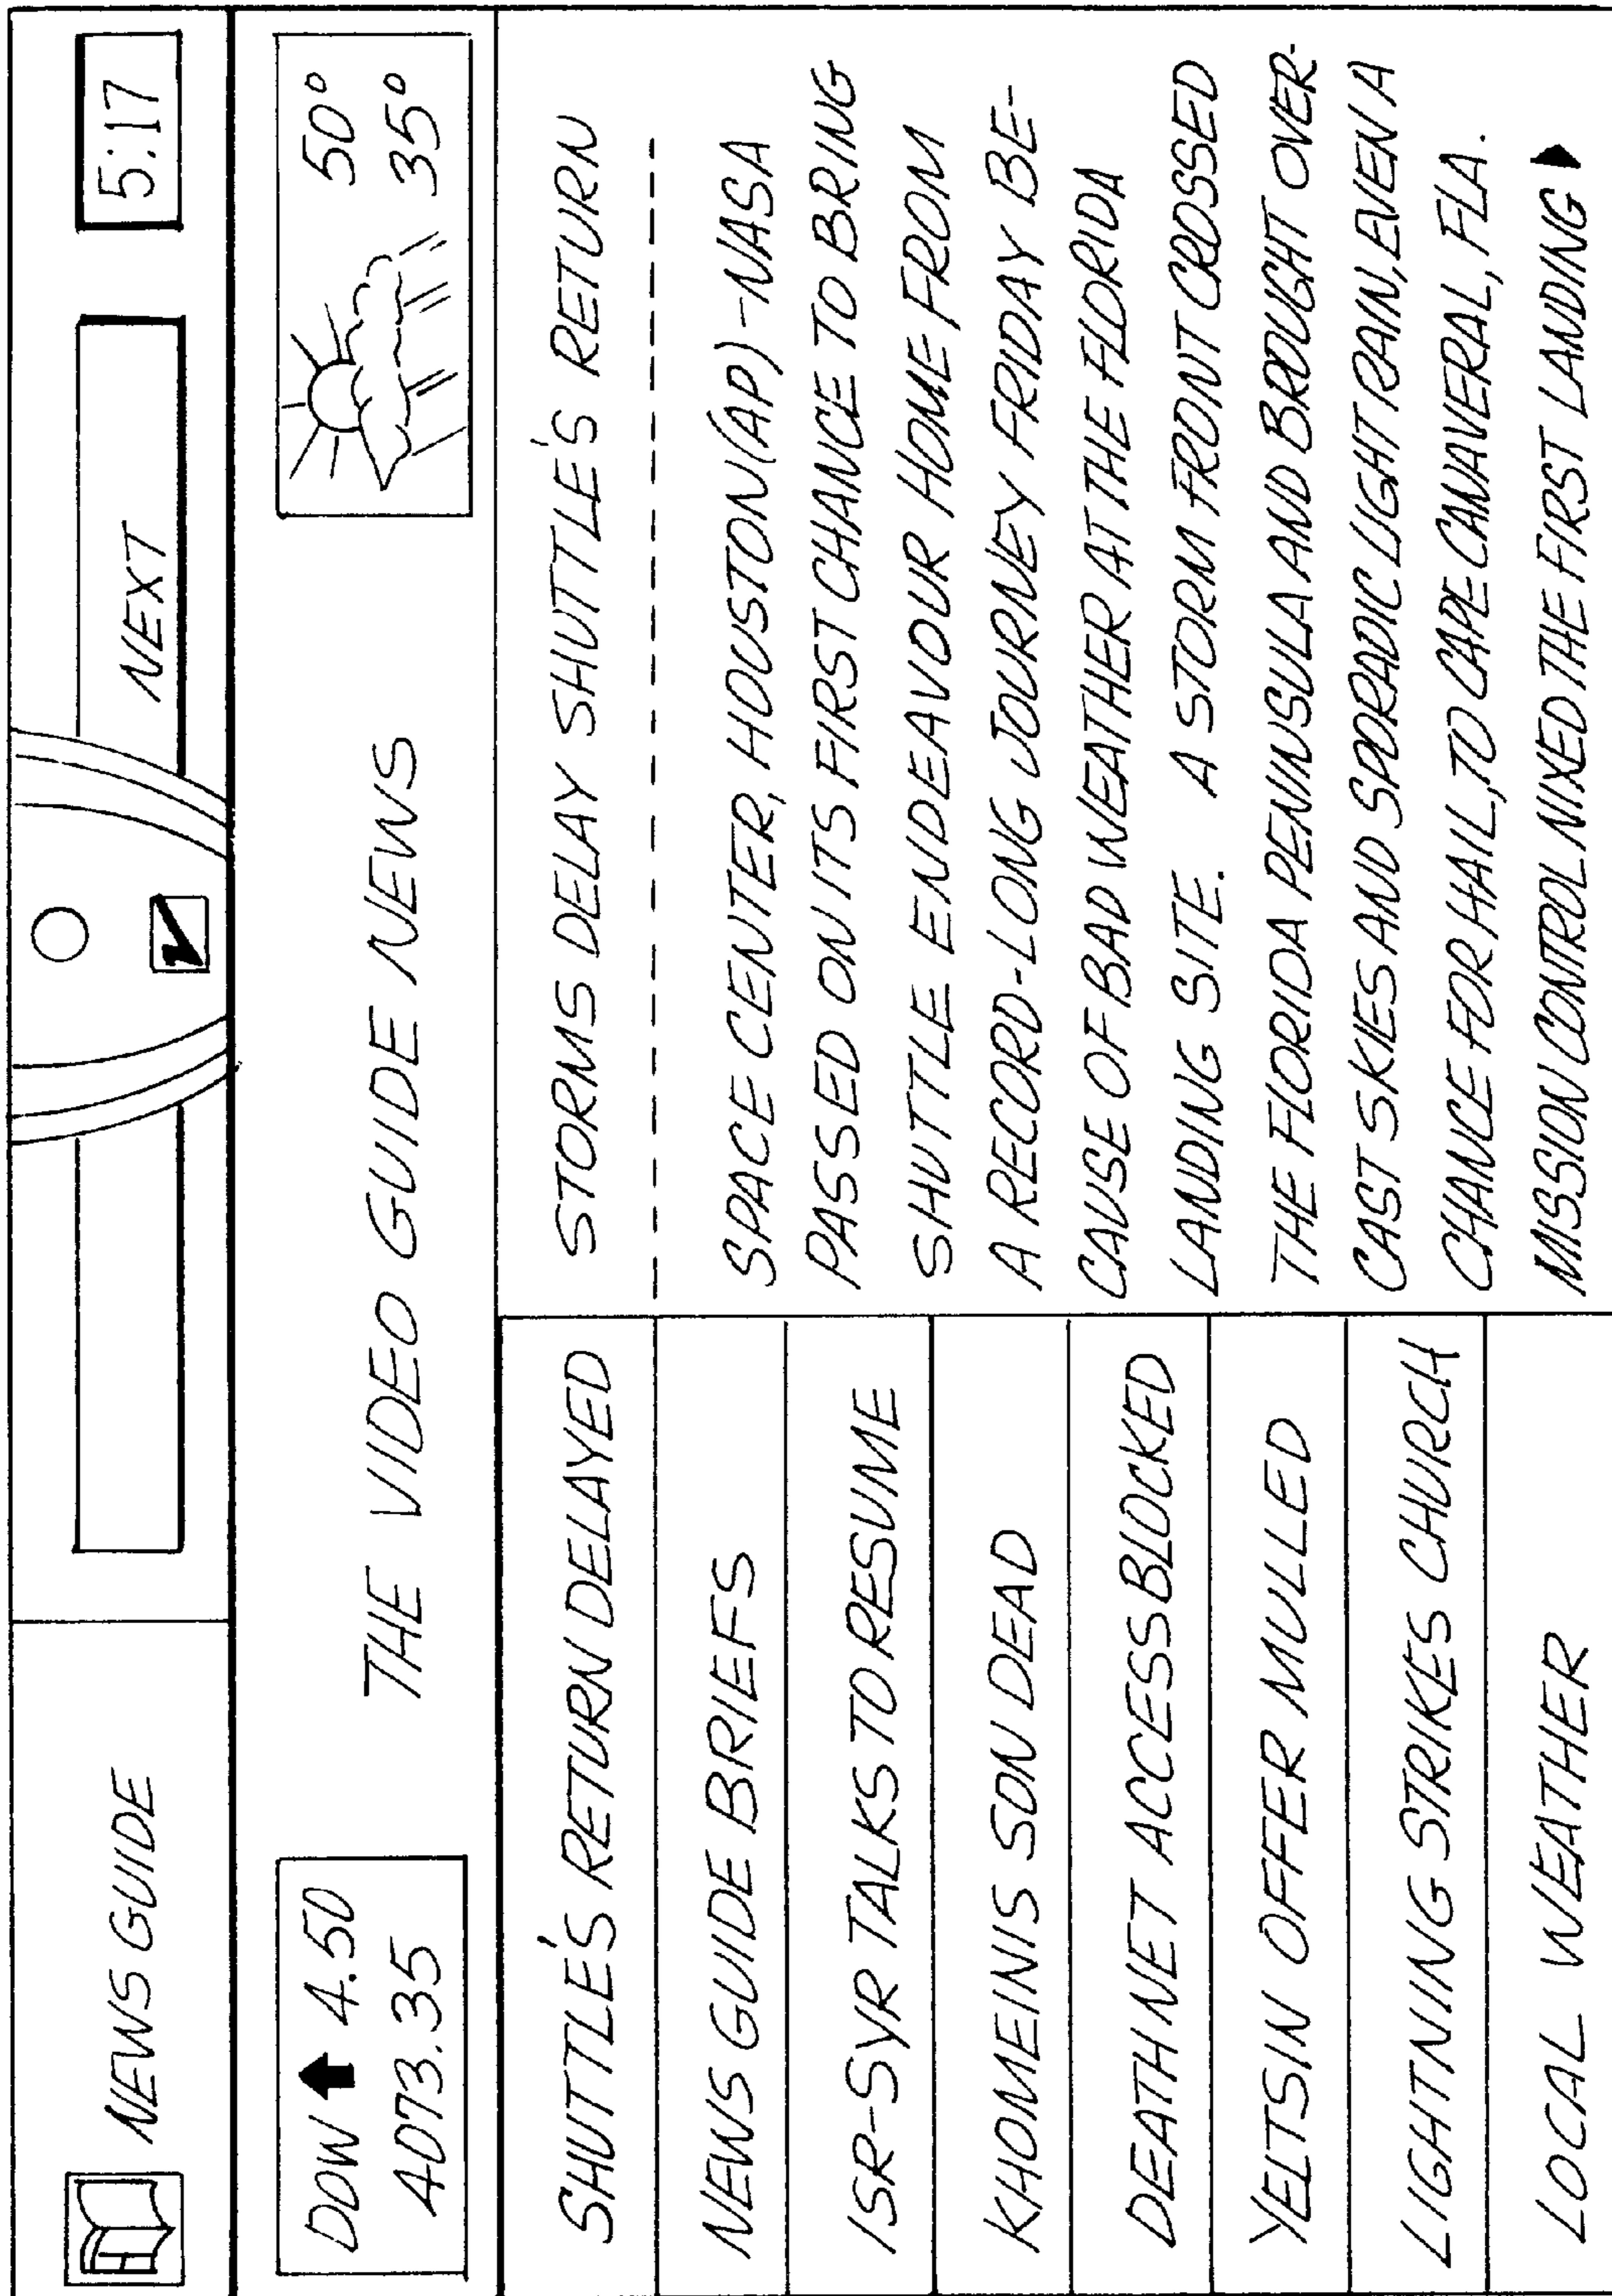 NEWS GUIDE
NEXT
5:17
DOW 4.50
4073.35
THE VIDEO GUIDE NEWS
50°
35°
SHUTTLE'S RETURN DELAYED
NEWS GUIDE BRIEFS
ISR-SYR TALKS TO RESUME
KHOMEINIS SON DEAD
DEATH NET ACCESS BLOCKED
YELTSIN OFFER MULLED
LIGHTNING STRIKES CHURCH
LOCAL WEATHER
STORMS DELAY SHUTTLE'S RETURN
SPACE CENTER, HOUSTON(AP)-NASA
PASSED ON ITS FIRST CHANCE TO BRING
SHUTTLE ENDEAVOUR HOME FROM
A RECORD-LONG JOURNEY FRIDAY BE-
CAUSE OF BAD WEATHER AT THE FLORIDA
LANDING SITE. A STORM FRONT CROSSED
THE FLORIDA PENINSULA AND BROUGHT OVER-
CAST SKIES AND SPORADIC LIGHT RAIN, EVEN A
CHANCE FOR HAIL, TO CAPE CANAVERAL, FLA.
MISSION CONTROL NIXED THE FIRST LANDING